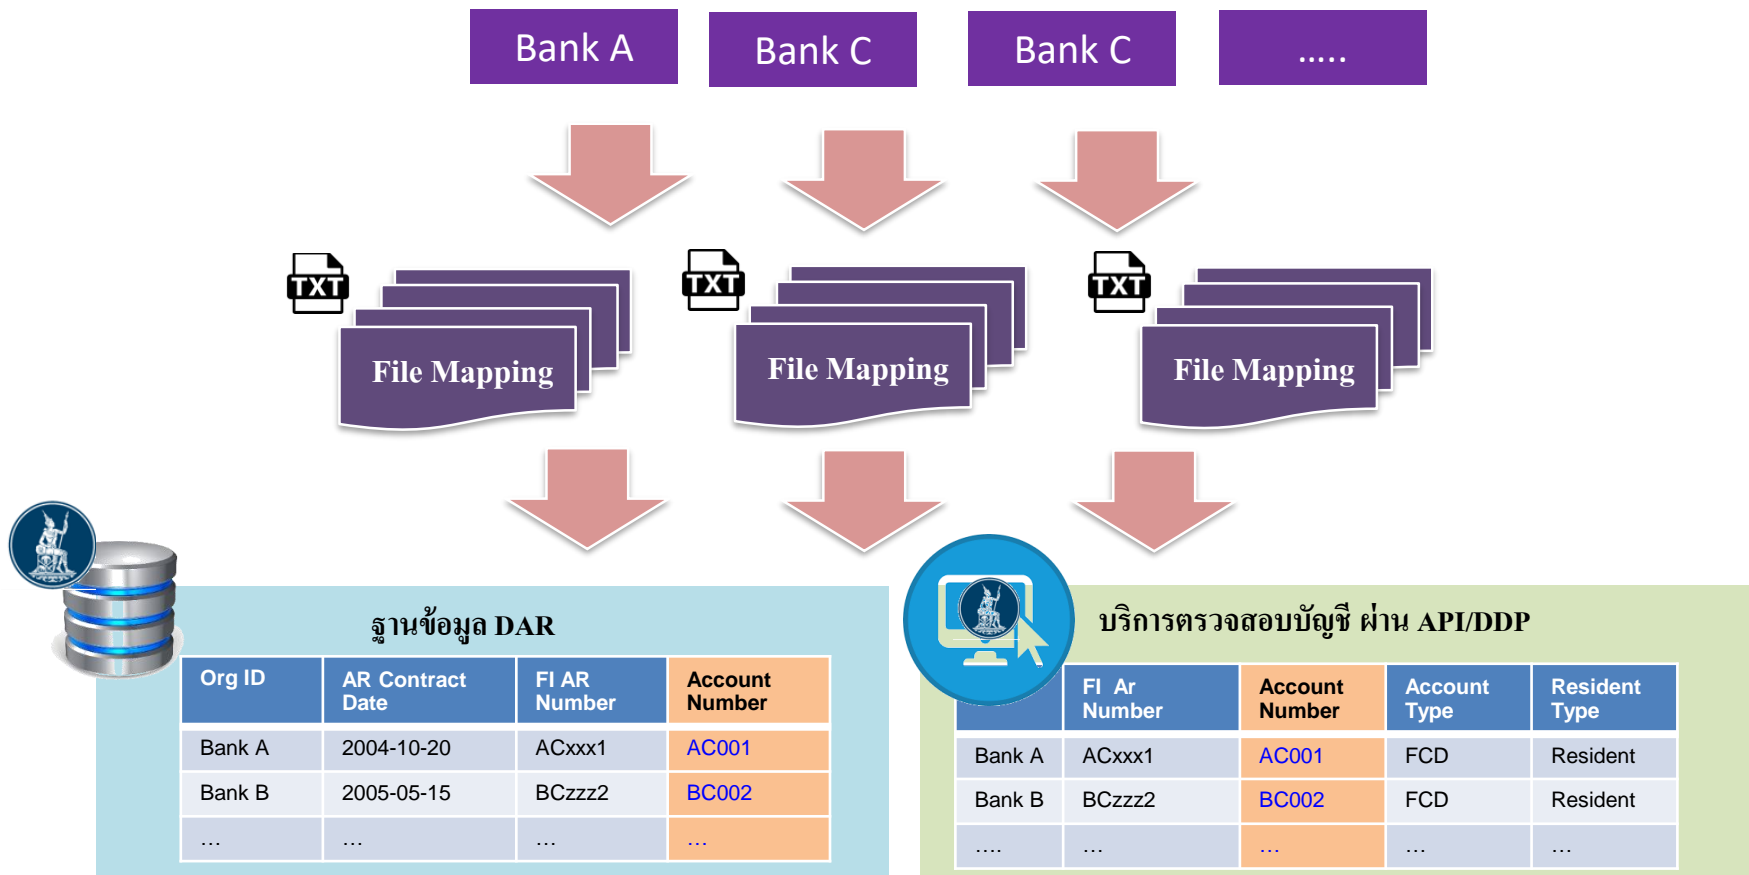 Bank A
Bank C
Bank C
.....
TXT
File Mapping
TXT
File Mapping
TXT
File Mapping
ฐานข้อมูล DAR
Org ID AR Contract Date FI AR Number Account Number
Bank A 2004-10-20 ACxxx1 AC001
Bank B 2005-05-15 BCzzz2 BC002
… … … …
บริการตรวจสอบบัญชี ผ่าน API/DDP
FI Ar Number Account Number Account Type Resident Type
Bank A ACxxx1 AC001 FCD Resident
Bank B BCzzz2 BC002 FCD Resident
…. … … … …